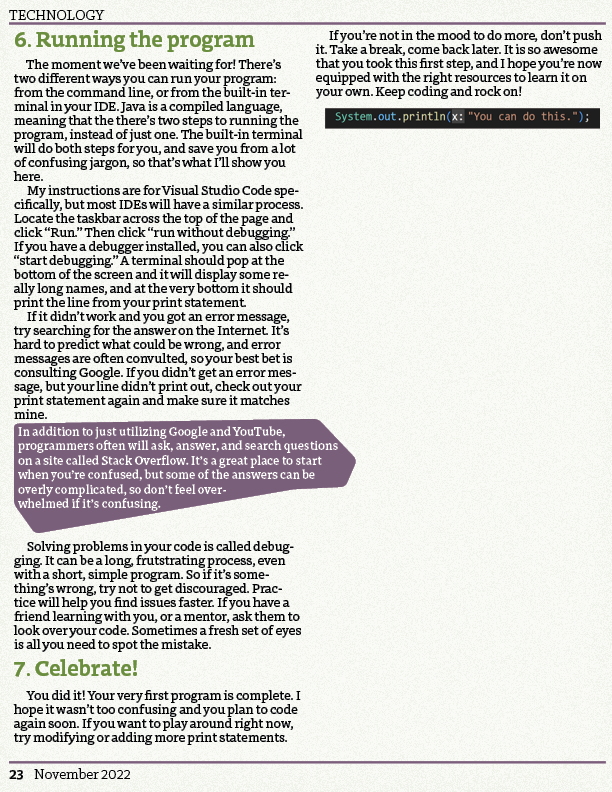 TECHNOLOGY
6. Running the program
The moment we've been waiting for! There's
two different ways you can run your program:
from the command line, or from the built-in ter-
minal in your IDE. Java is a compiled language,
meaning that the there's two steps to running the
program, instead of just one. The built-in terminal
will do both steps for you, and save you from a lot
of confusing jargon, so that's what I'll show you
here.
My instructions are for Visual Studio Code spe-
cifically, but most IDEs will have a similar process.
Locate the taskbar across the top of the page and
click “Run.” Then click “run without debugging.”
If you have a debugger installed, you can also click
“start debugging.” A terminal should pop at the
bottom of the screen and it will display some re-
ally long names, and at the very bottom it should
print the line from your print statement.
If it didn't work and you got an error message,
try searching for the answer on the Internet. It's
hard to predict what could be wrong, and error
messages are often convulted, so your best bet is
consulting Google. If you didn't get an error mes-
sage, but your line didn't print out, check out your
print statement again and make sure it matches
mine.
In addition to just utilizing Google and YouTube,
programmers often will ask, answer, and search questions
on a site called Stack Overflow. It's a great place to start
when you're confused, but some of the answers can be
overly complicated, so don't feel over-
whelmed if it's confusing.
Solving problems in your code is called debug-
ging. It can be a long, frutstrating process, even
with a short, simple program. So if it's some-
thing's wrong, try not to get discouraged. Prac-
tice will help you find issues faster. If you have a
friend learning with you, or a mentor, ask them to
look over your code. Sometimes a fresh set of eyes
is all you need to spot the mistake.
7. Celebrate!
You did it! Your very first program is complete. I
hope it wasn't too confusing and you plan to code
again soon. If you want to play around right now,
try modifying or adding more print statements.
If you're not in the mood to do more, don't push
it. Take a break, come back later. It is so awesome
that you took this first step, and I hope you're now
equipped with the right resources to learn it on
your own. Keep coding and rock on!
System.out.println(x: "You can do this.");
23 November 2022